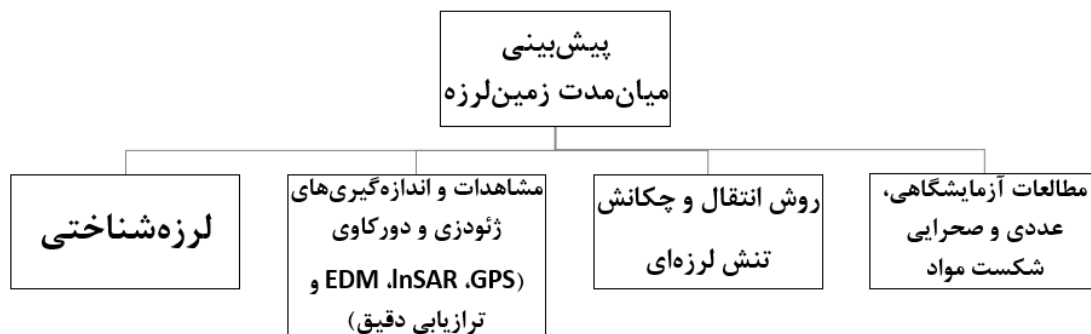 پیش‌بینی
میان‌مدت زمین‌لرزه
مطالعات آزمایشگاهی،
عددی و صحرایی
شکست مواد
روش انتقال و چکانش
تنش لرزه‌ای
مشاهدات و اندازه‌گیری‌های
ژئودزی و دورکاوی
(GPS، InSAR، EDM و
ترازیابی دقیق)
لرزه‌شناختی